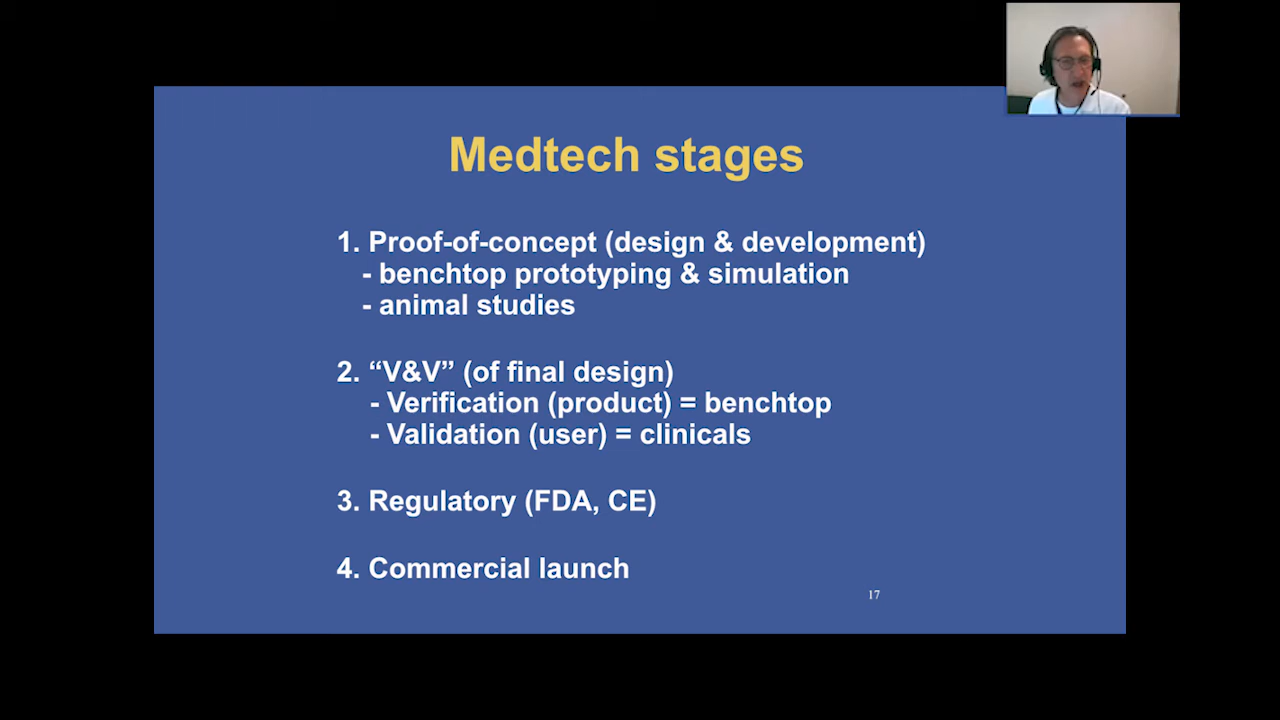 Medtech stages
1. Proof-of-concept (design & development)
- benchtop prototyping & simulation
- animal studies
2. “V&V” (of final design)
- Verification (product) = benchtop
- Validation (user) = clinicals
3. Regulatory (FDA, CE)
4. Commercial launch
17